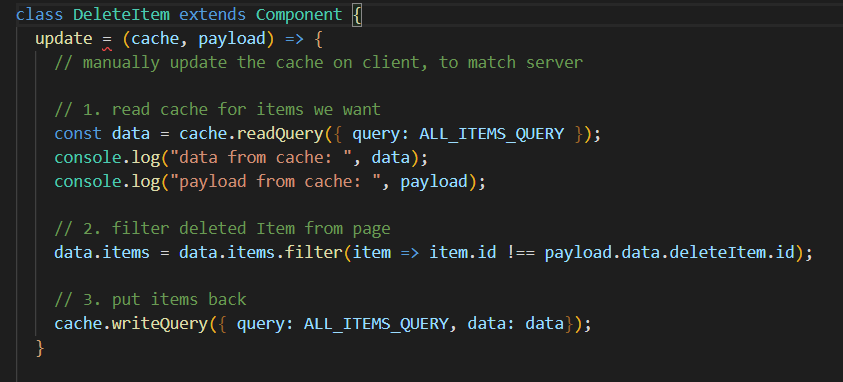 class DeleteItem extends Component {
update = (cache, payload) => {
// manually update the cache on client, to match server
// 1. read cache for items we want
const data = cache.readQuery({ query: ALL_ITEMS_QUERY });
console.log("data from cache: ", data);
console.log("payload from cache: ", payload);
// 2. filter deleted Item from page
data.items = data.items.filter(item => item.id !== payload.data.deleteItem.id);
// 3. put items back
cache.writeQuery({ query: ALL_ITEMS_QUERY, data: data});
}